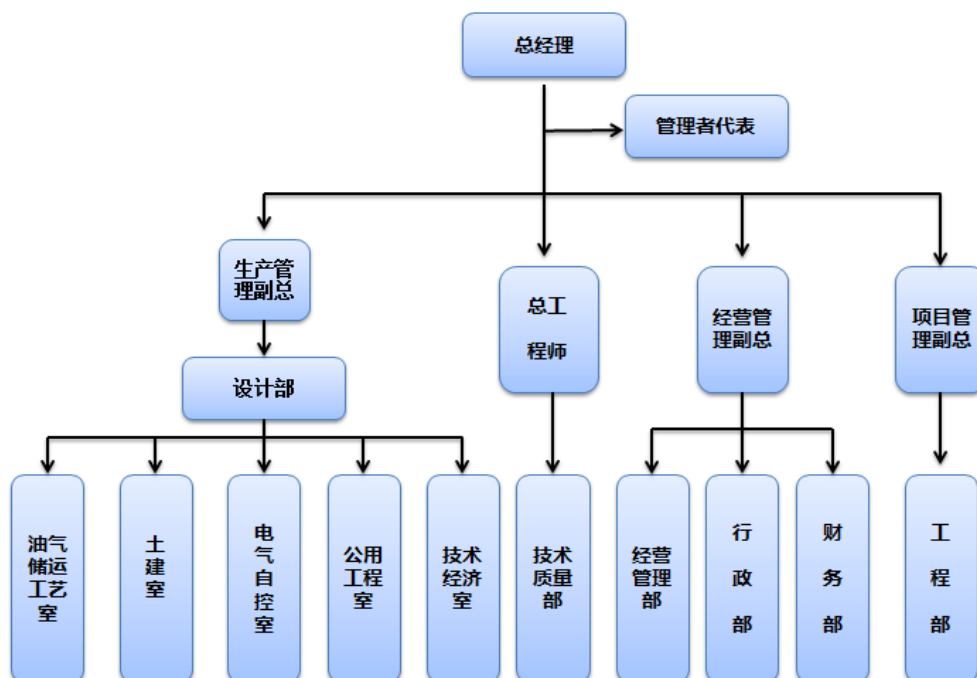 总经理
管理者代表
生产管
理副总
总工
程师
经营管
理副总
项目管
理副总
设计部
油气
储运
工艺
室
土
建
室
电
气
自
控
室
公用
工程
室
技术
经济
室
技术
质量
部
经营
管理
部
行
政
部
财
务
部
工
程
部